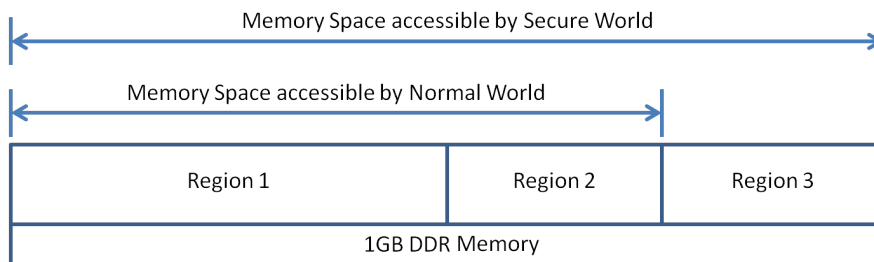 Memory Space accessible by Secure World
Memory Space accessible by Normal World
Region 1
Region 2
Region 3
1GB DDR Memory